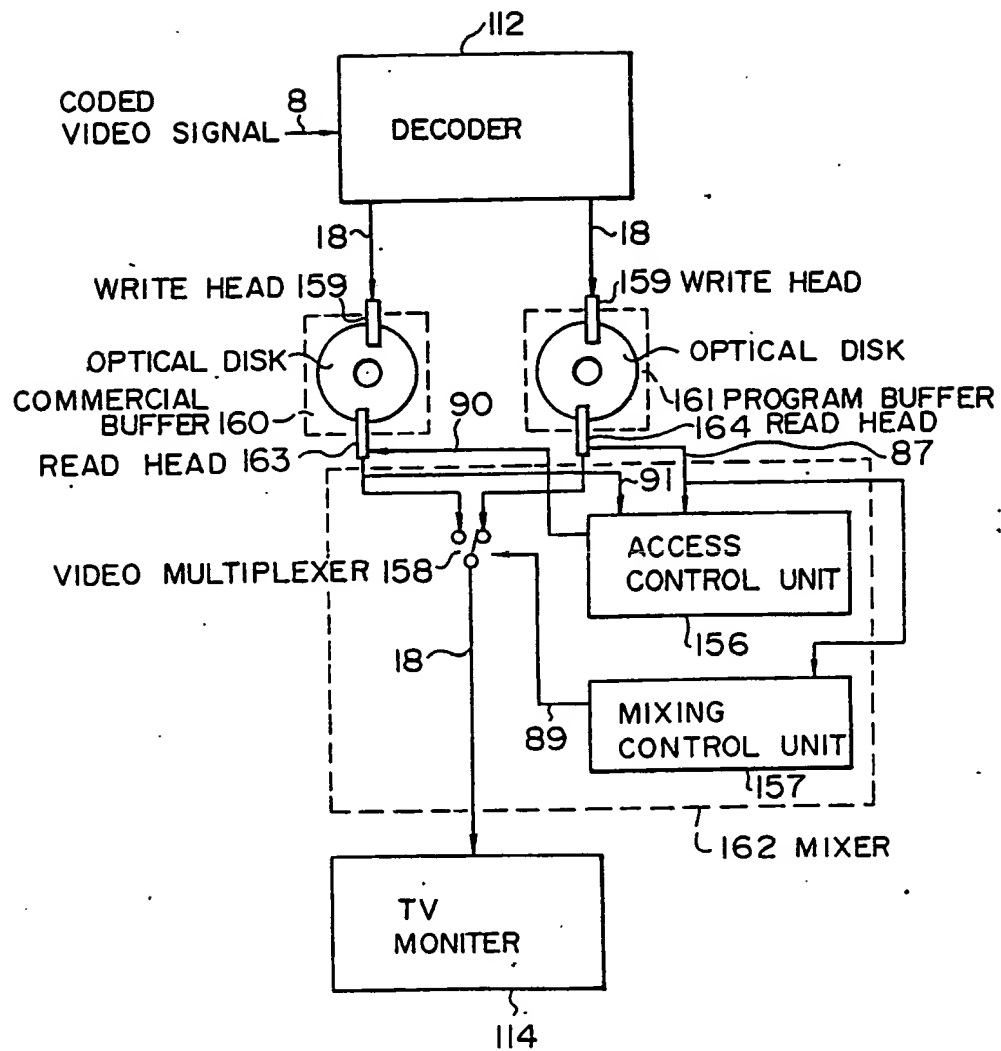 112
CODED
VIDEO SIGNAL
8
DECODER
18
18
WRITE HEAD 159
159 WRITE HEAD
OPTICAL DISK
OPTICAL DISK
COMMERCIAL
BUFFER 160
161 PROGRAM BUFFER
90
164 READ HEAD
READ HEAD 163
87
91
ACCESS
CONTROL UNIT
VIDEO MULTIPLEXER 158
156
18
MIXING
CONTROL UNIT
89
157
162 MIXER
TV
MONITER
114